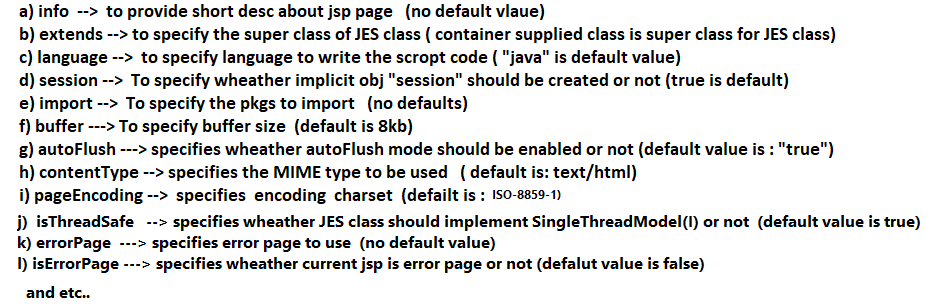 a) info --> to provide short desc about jsp page (no default vlaue)
b) extends --> to specify the super class of JES class ( container supplied class is super class for JES class)
c) language --> to specify language to write the scropt code ( "java" is default value)
d) session --> To specify wheather implicit obj "session" should be created or not (true is default)
e) import --> To specify the pkgs to import (no defaults)
f) buffer ---> To specify buffer size (default is 8kb)
g) autoFlush ---> specifies wheather autoFlush mode should be enabled or not (default value is : "true")
h) contentType --> specifies the MIME type to be used ( default is: text/html)
i) pageEncoding --> specifies encoding charset (defailt is : ISO-8859-1)
j) isThreadSafe --> specifies wheather JES class should implement SingleThreadModel(I) or not (default value is true)
k) errorPage ---> specifies error page to use (no default value)
l) isErrorPage ---> specifies wheather current jsp is error page or not (defalut value is false)
and etc..